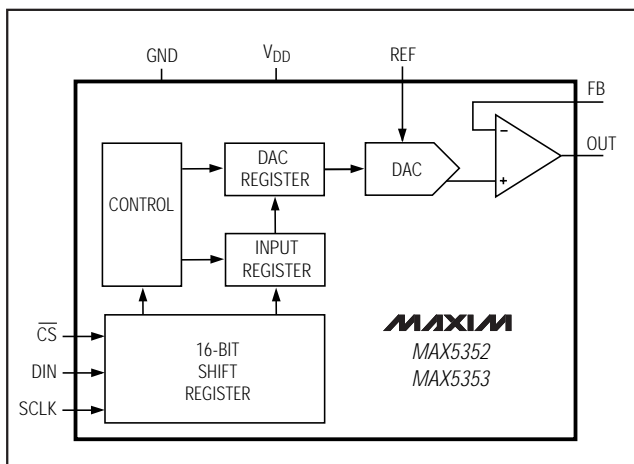 GND
VDD
REF
FB
OUT
CONTROL
DAC
REGISTER
DAC
INPUT
REGISTER
CS
DIN
SCLK
16-BIT
SHIFT
REGISTER
MAXIM
MAX5352
MAX5353
-
+